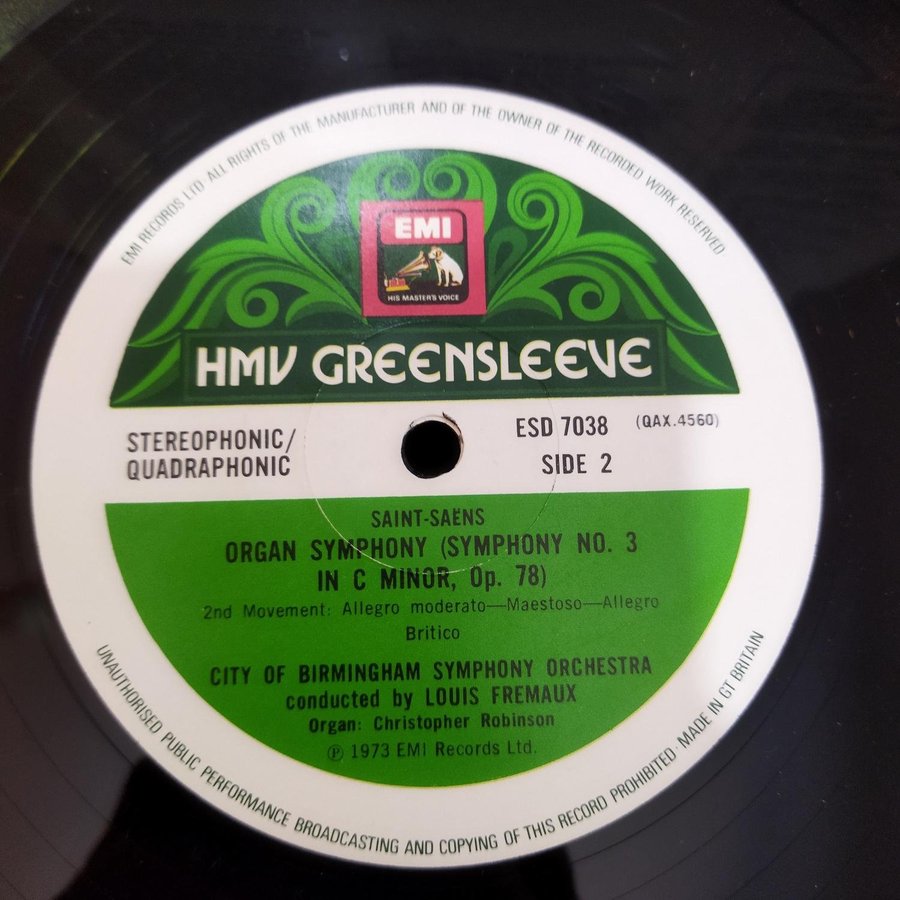 EMI RECORDS LTD ALL RIGHTS OF THE MANUFACTURER AND OF THE OWNER OF THE RECORDED WORK RESERVED
EMI
HIS MASTER'S VOICE
HMV GREENSLEEVE
STEREOPHONIC/
QUADRAPHONIC
ESD 7038 (QAX.4560)
SIDE 2
SAINT-SAËNS
ORGAN SYMPHONY (SYMPHONY NO. 3
IN C MINOR, Op. 78)
2nd Movement: Allegro moderato—Maestoso—Allegro
Britico
CITY OF BIRMINGHAM SYMPHONY ORCHESTRA
conducted by LOUIS FREMAUX
Organ: Christopher Robinson
℗ 1973 EMI Records Ltd.
UNAUTHORISED PUBLIC PERFORMANCE BROADCASTING AND COPYING OF THIS RECORD PROHIBITED · MADE IN GT BRITAIN